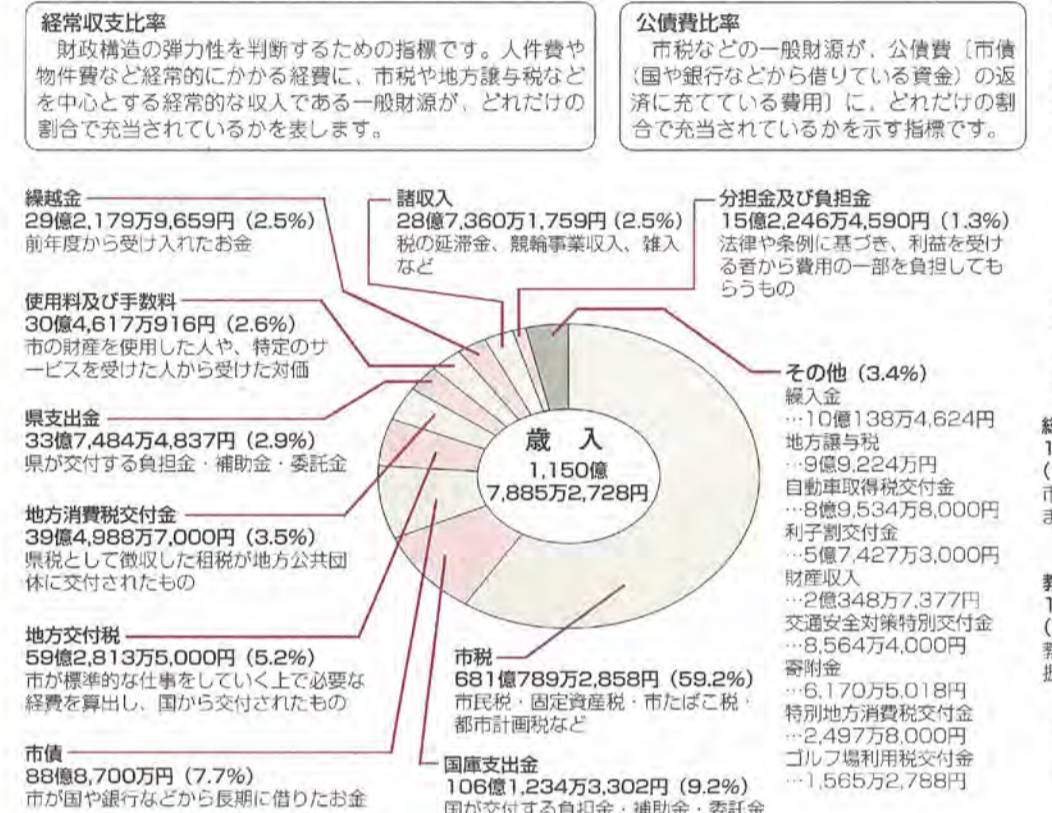 経常収支比率
財政構造の弾力性を判断するための指標です。人件費や
物件費など経常的にかかる経費に、市税や地方譲与税など
を中心とする経常的な収入である一般財源が、どれだけの
割合で充当されているかを表します。
公債費比率
市税などの一般財源が、公債費〔市債
(国や銀行などから借りている資金)の返
済に充てている費用〕に、どれだけの割
合で充当されているかを示す指標です。
繰越金
29億2,179万9,659円(2.5%)
前年度から受け入れたお金
諸収入
28億7,360万1,759円(2.5%)
税の延滞金、競輪事業収入、雑入
など
分担金及び負担金
15億2,246万4,590円(1.3%)
法律や条例に基づき、利益を受け
る者から費用の一部を負担しても
らうもの
使用料及び手数料
30億4,617万916円(2.6%)
市の財産を使用した人や、特定のサ
ービスを受けた人から受けた対価
県支出金
33億7,484万4,837円(2.9%)
県が交付する負担金・補助金・委託金
地方消費税交付金
39億4,988万7,000円(3.5%)
県税として徴収した租税が地方公共団
体に交付されたもの
地方交付税
59億2,813万5,000円(5.2%)
市が標準的な仕事をしていく上で必要な
経費を算出し、国から交付されたもの
市債
88億8,700万円(7.7%)
市が国や銀行などから長期に借りたお金
歳 入
1,150億
7,885万2,728円
市税
681億789万2,858円(59.2%)
市民税・固定資産税・市たばこ税・
都市計画税など
国庫支出金
106億1,234万3,302円(9.2%)
国が交付する負担金・補助金・委託金
その他(3.4%)
繰入金
…10億138万4,624円
地方譲与税
…9億9,224万円
自動車取得税交付金
…8億9,534万8,000円
利子割交付金
…5億7,427万3,000円
財産収入
…2億348万7,377円
交通安全対策特別交付金
…8,564万4,000円
寄附金
…6,170万5,018円
特別地方消費税交付金
…2,497万8,000円
ゴルフ場利用税交付金
…1,565万2,788円